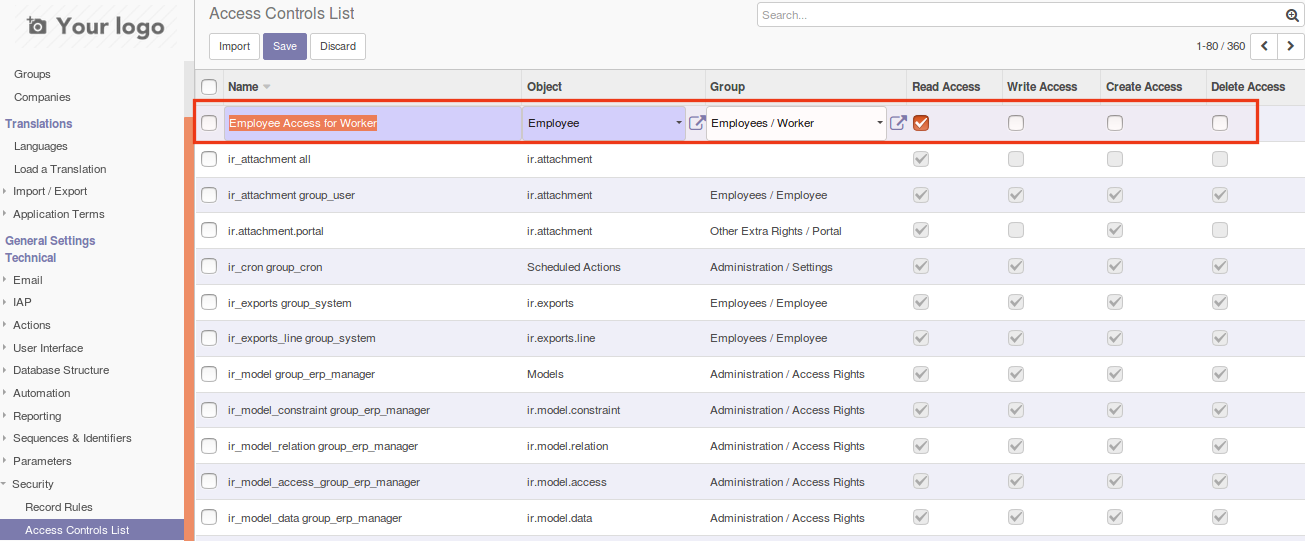 Your logo
Groups
Companies
Translations
Languages
Load a Translation
Import / Export
Application Terms
General Settings
Technical
Email
IAP
Actions
User Interface
Database Structure
Automation
Reporting
Sequences & Identifiers
Parameters
Security
Record Rules
Access Controls List
Access Controls List
Search...
Import Save Discard
1-80 / 360
Name Object Group Read Access Write Access Create Access Delete Access
Employee Access for Worker Employee Employees / Worker
ir_attachment all ir.attachment
ir_attachment group_user ir.attachment Employees / Employee
ir.attachment.portal ir.attachment Other Extra Rights / Portal
ir_cron group_cron Scheduled Actions Administration / Settings
ir_exports group_system ir.exports Employees / Employee
ir_exports_line group_system ir.exports.line Employees / Employee
ir_model group_erp_manager Models Administration / Access Rights
ir_model_constraint group_erp_manager ir.model.constraint Administration / Access Rights
ir_model_relation group_erp_manager ir.model.relation Administration / Access Rights
ir_model_access_group_erp_manager ir.model.access Administration / Access Rights
ir_model_data group_erp_manager ir.model.data Administration / Access Rights